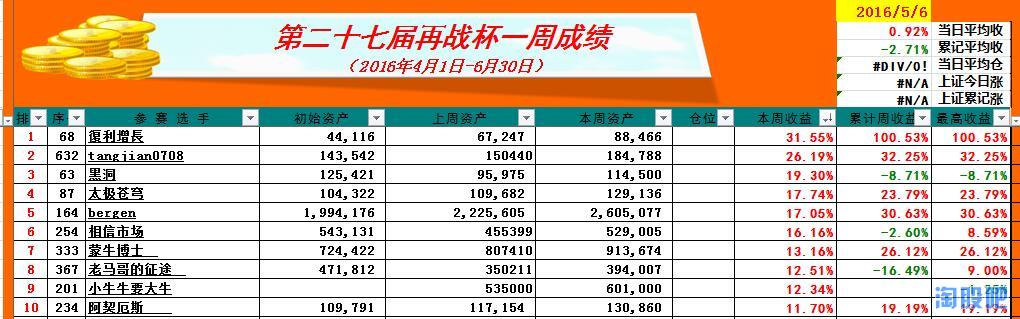 2016/5/6
第二十七届再战杯一周成绩
(2016年4月1日-6月30日)
0.92% 当日平均收
-2.71% 累记平均收
#DIV/0! 当日平均仓
#N/A 上证今日涨
#N/A 上证累记涨
排 序 参 赛 选 手 初始资产 上周资产 本周资产 仓位 本周收益 累计周收益 最高收益
1 68 復利增長 44,116 67,247 88,466 31.55% 100.53% 100.53%
2 632 tangjian0708 143,542 150440 184,788 26.19% 32.25% 32.25%
3 63 黑洞 125,421 95,975 114,500 19.30% -8.71% -8.71%
4 87 太极苍穹 104,322 109,682 129,136 17.74% 23.79% 23.79%
5 164 bergen 1,994,176 2,225,605 2,605,077 17.05% 30.63% 30.63%
6 254 相信市场 543,131 455399 529,005 16.16% -2.60% 8.59%
7 333 蒙牛博士 724,422 807410 913,674 13.16% 26.12% 26.12%
8 367 老马哥的征途 471,812 350211 394,007 12.51% -16.49% 9.00%
9 201 小牛牛要大牛 535000 601,000 12.34%
10 234 阿契厄斯 109,791 117,154 130,860 11.70% 19.19% 19.19%
淘股吧